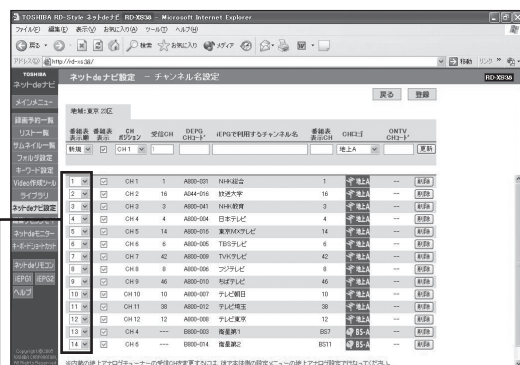 TOSHIBA RD-Style ネットdeナビ RD-XS38 - Microsoft Internet Explorer
ファイル(F) 編集(E) 表示(V) お気に入り(A) ツール(T) ヘルプ(H)
戻る 検索 お気に入り メディア
アドレス(D) http://rd-xs38/ 移動 リンク
TOSHIBA
ネットdeナビ
ネットdeナビ設定 － チャンネル名設定
RD-XS38
メインメニュー
録画予約一覧
リスト一覧
サムネイル一覧
フォルダ設定
キーワード設定
Video作成ツール
ライブラリ
ネットdeナビ設定
ネットdeモニター
キーボードショートカット
ネットdeリモコン
iEPG1 iEPG2
ヘルプ
戻る 登録
地域:東京 23区
番組表表示順 番組表表示 CHポジション 受信CH DEPG CHコード iEPGで利用するチャンネル名 番組表表示CH CHロゴ ONTV CHコード
新規 CH 1 1 地上A 更新
1 CH 1 1 A800-031 NHK総合 1 地上A -- 削除
2 CH 2 16 A044-016 放送大学 16 地上A -- 削除
3 CH 3 3 A800-041 NHK教育 3 地上A -- 削除
4 CH 4 4 A800-004 日本テレビ 4 地上A -- 削除
5 CH 5 14 A800-016 東京MXテレビ 14 地上A -- 削除
6 CH 6 6 A800-005 TBSテレビ 6 地上A -- 削除
7 CH 7 42 A800-009 TVKテレビ 42 地上A -- 削除
8 CH 8 8 A800-006 フジテレビ 8 地上A -- 削除
9 CH 9 46 A800-010 ちばテレビ 46 地上A -- 削除
10 CH 10 10 A800-007 テレビ朝日 10 地上A -- 削除
11 CH 11 38 A800-012 テレビ埼玉 38 地上A -- 削除
12 CH 12 12 A800-008 テレビ東京 12 地上A -- 削除
13 CH 4 --- B800-003 衛星第1 BS7 BS-A -- 削除
14 CH 6 --- B800-014 衛星第2 BS11 BS-A -- 削除